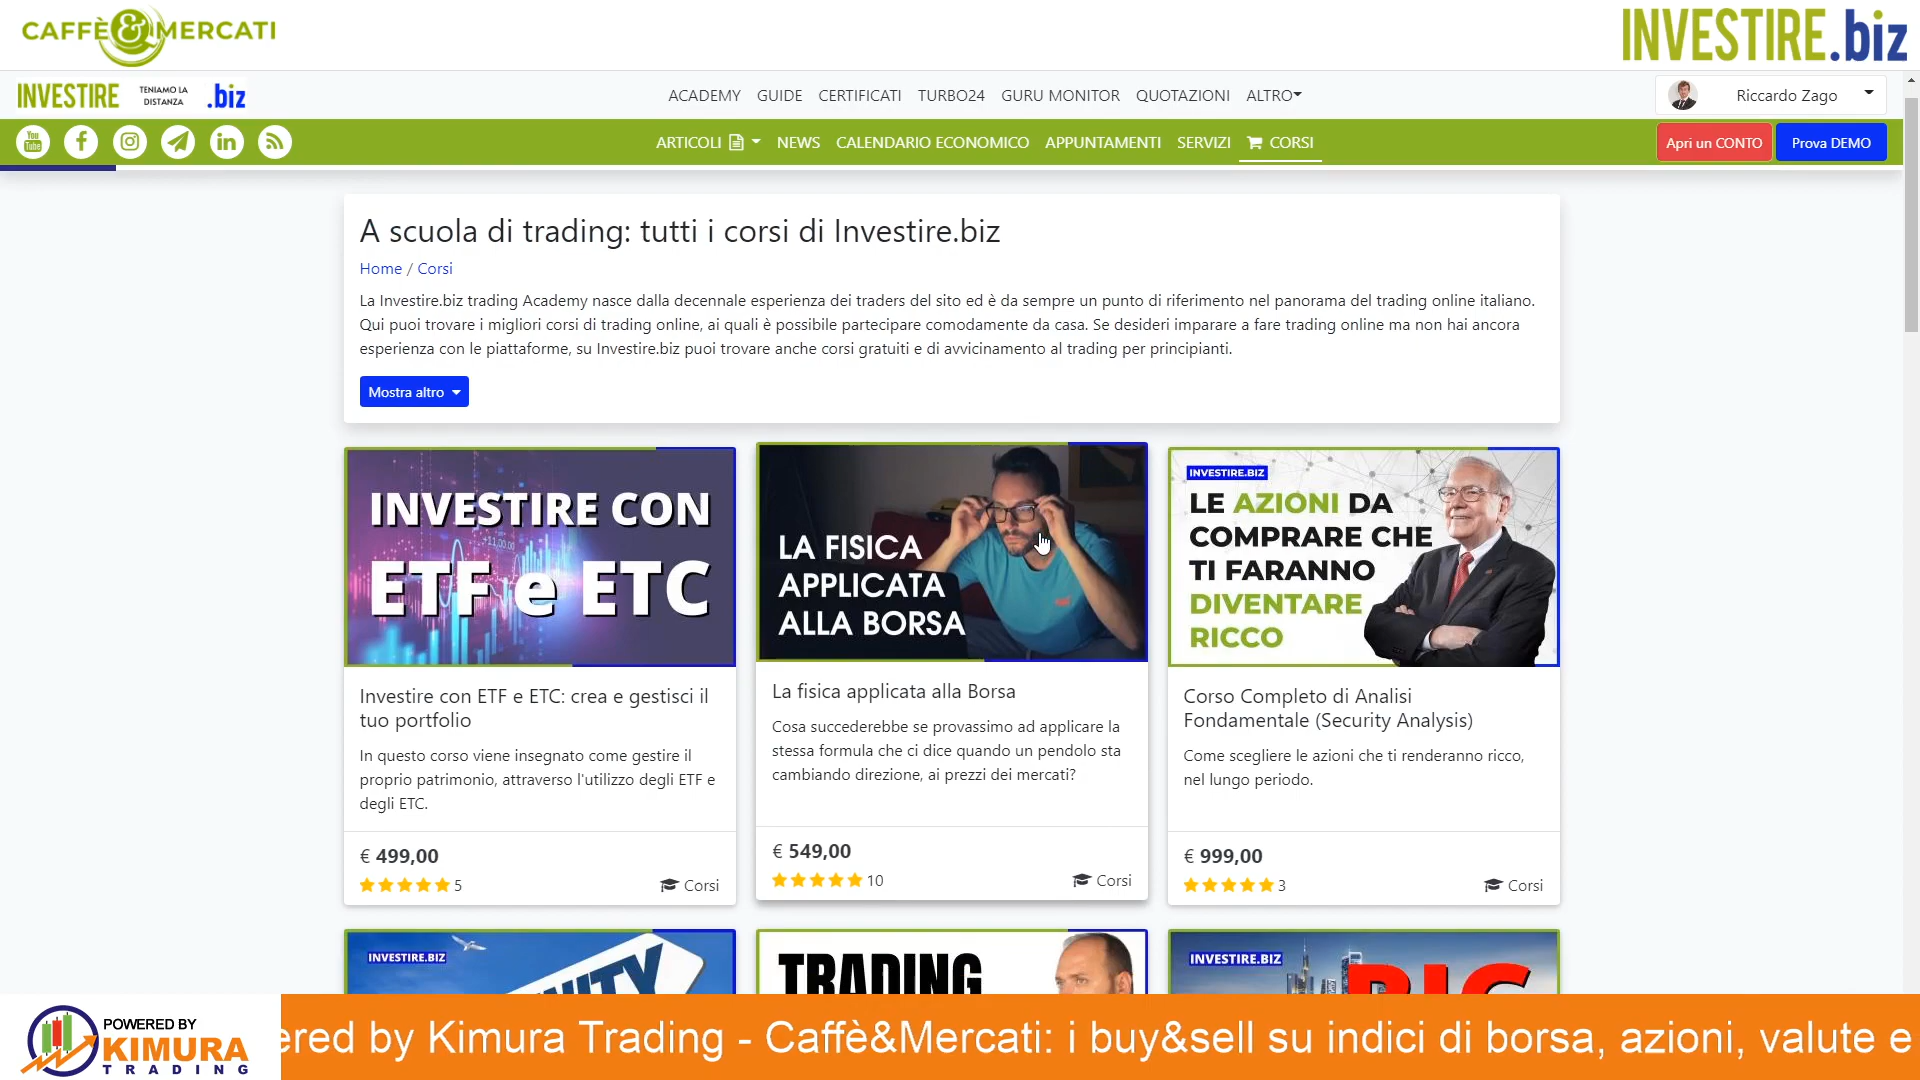 CAFFÈ&MERCATI
INVESTIRE.biz
INVESTIRE TENIAMO LA DISTANZA .biz
ACADEMY GUIDE CERTIFICATI TURBO24 GURU MONITOR QUOTAZIONI ALTRO
Riccardo Zago
You Tube
ARTICOLI NEWS CALENDARIO ECONOMICO APPUNTAMENTI SERVIZI CORSI
Apri un CONTO Prova DEMO
A scuola di trading: tutti i corsi di Investire.biz
Home / Corsi
La Investire.biz trading Academy nasce dalla decennale esperienza dei traders del sito ed è da sempre un punto di riferimento nel panorama del trading online italiano.
Qui puoi trovare i migliori corsi di trading online, ai quali è possibile partecipare comodamente da casa. Se desideri imparare a fare trading online ma non hai ancora
esperienza con le piattaforme, su Investire.biz puoi trovare anche corsi gratuiti e di avvicinamento al trading per principianti.
Mostra altro
INVESTIRE CON
+11,00.00
ETF e ETC
Investire con ETF e ETC: crea e gestisci il
tuo portfolio
In questo corso viene insegnato come gestire il
proprio patrimonio, attraverso l'utilizzo degli ETF e
degli ETC.
€ 499,00
5 Corsi
LA FISICA
APPLICATA
ALLA BORSA
La fisica applicata alla Borsa
Cosa succederebbe se provassimo ad applicare la
stessa formula che ci dice quando un pendolo sta
cambiando direzione, ai prezzi dei mercati?
€ 549,00
10 Corsi
INVESTIRE.BIZ
LE AZIONI DA
COMPRARE CHE
TI FARANNO
DIVENTARE
RICCO
Corso Completo di Analisi
Fondamentale (Security Analysis)
Come scegliere le azioni che ti renderanno ricco,
nel lungo periodo.
€ 999,00
3 Corsi
INVESTIRE.BIZ
TRADING
INVESTIRE.BIZ
BIG
POWERED BY
KIMURA
TRADING
ered by Kimura Trading - Caffè&Mercati: i buy&sell su indici di borsa, azioni, valute e